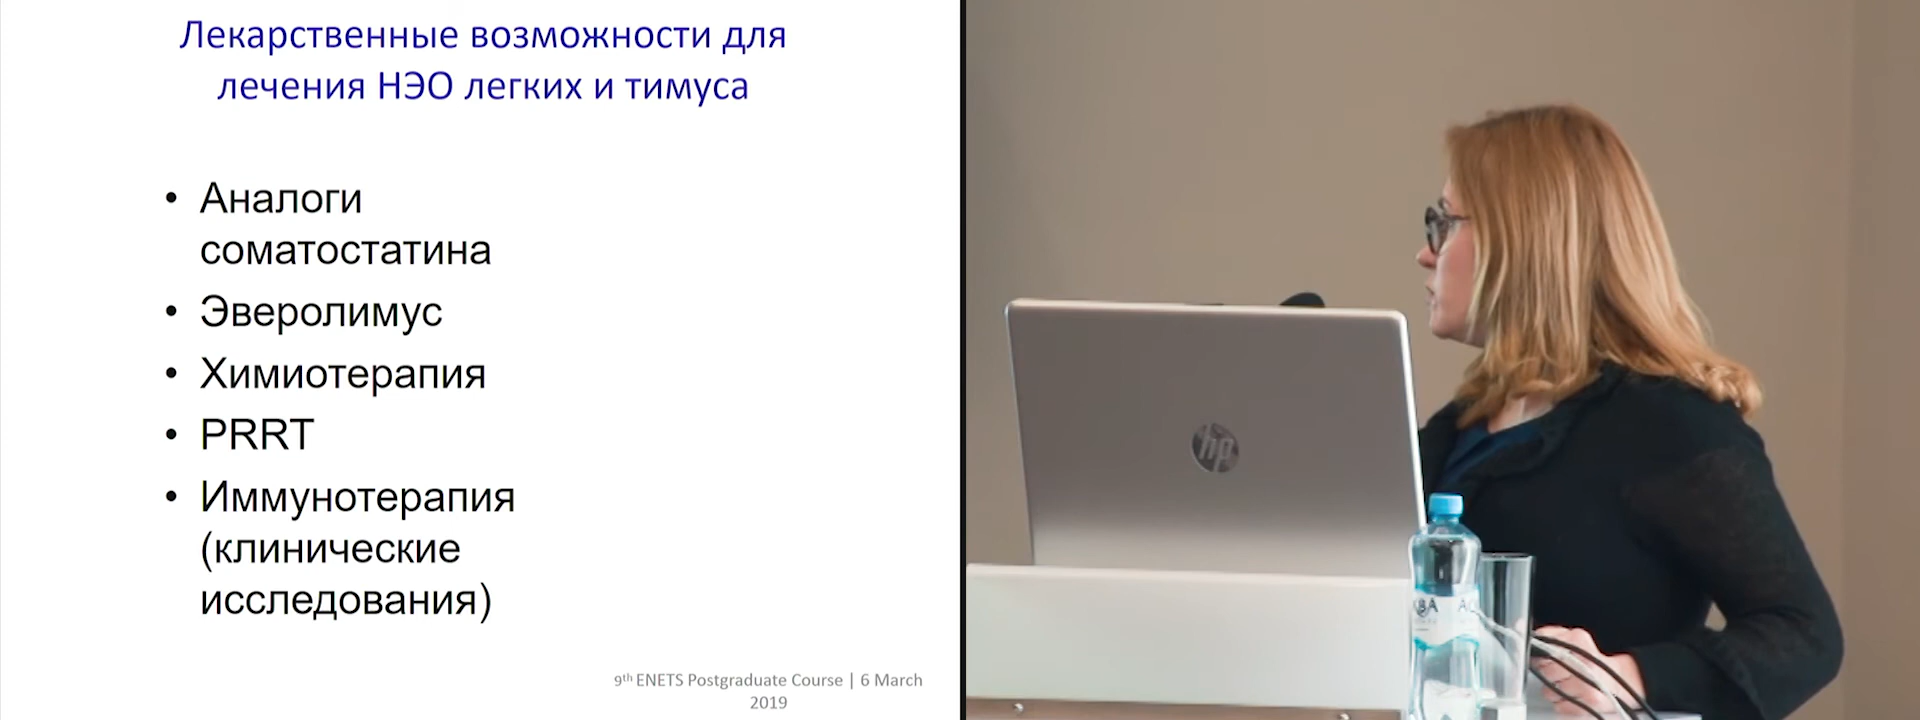 Лекарственные возможности для
лечения НЭО легких и тимуса
• Аналоги
соматостатина
• Эверолимус
• Химиотерапия
• PRRT
• Иммунотерапия
(клинические
исследования)
9th ENETS Postgraduate Course | 6 March
2019
hp